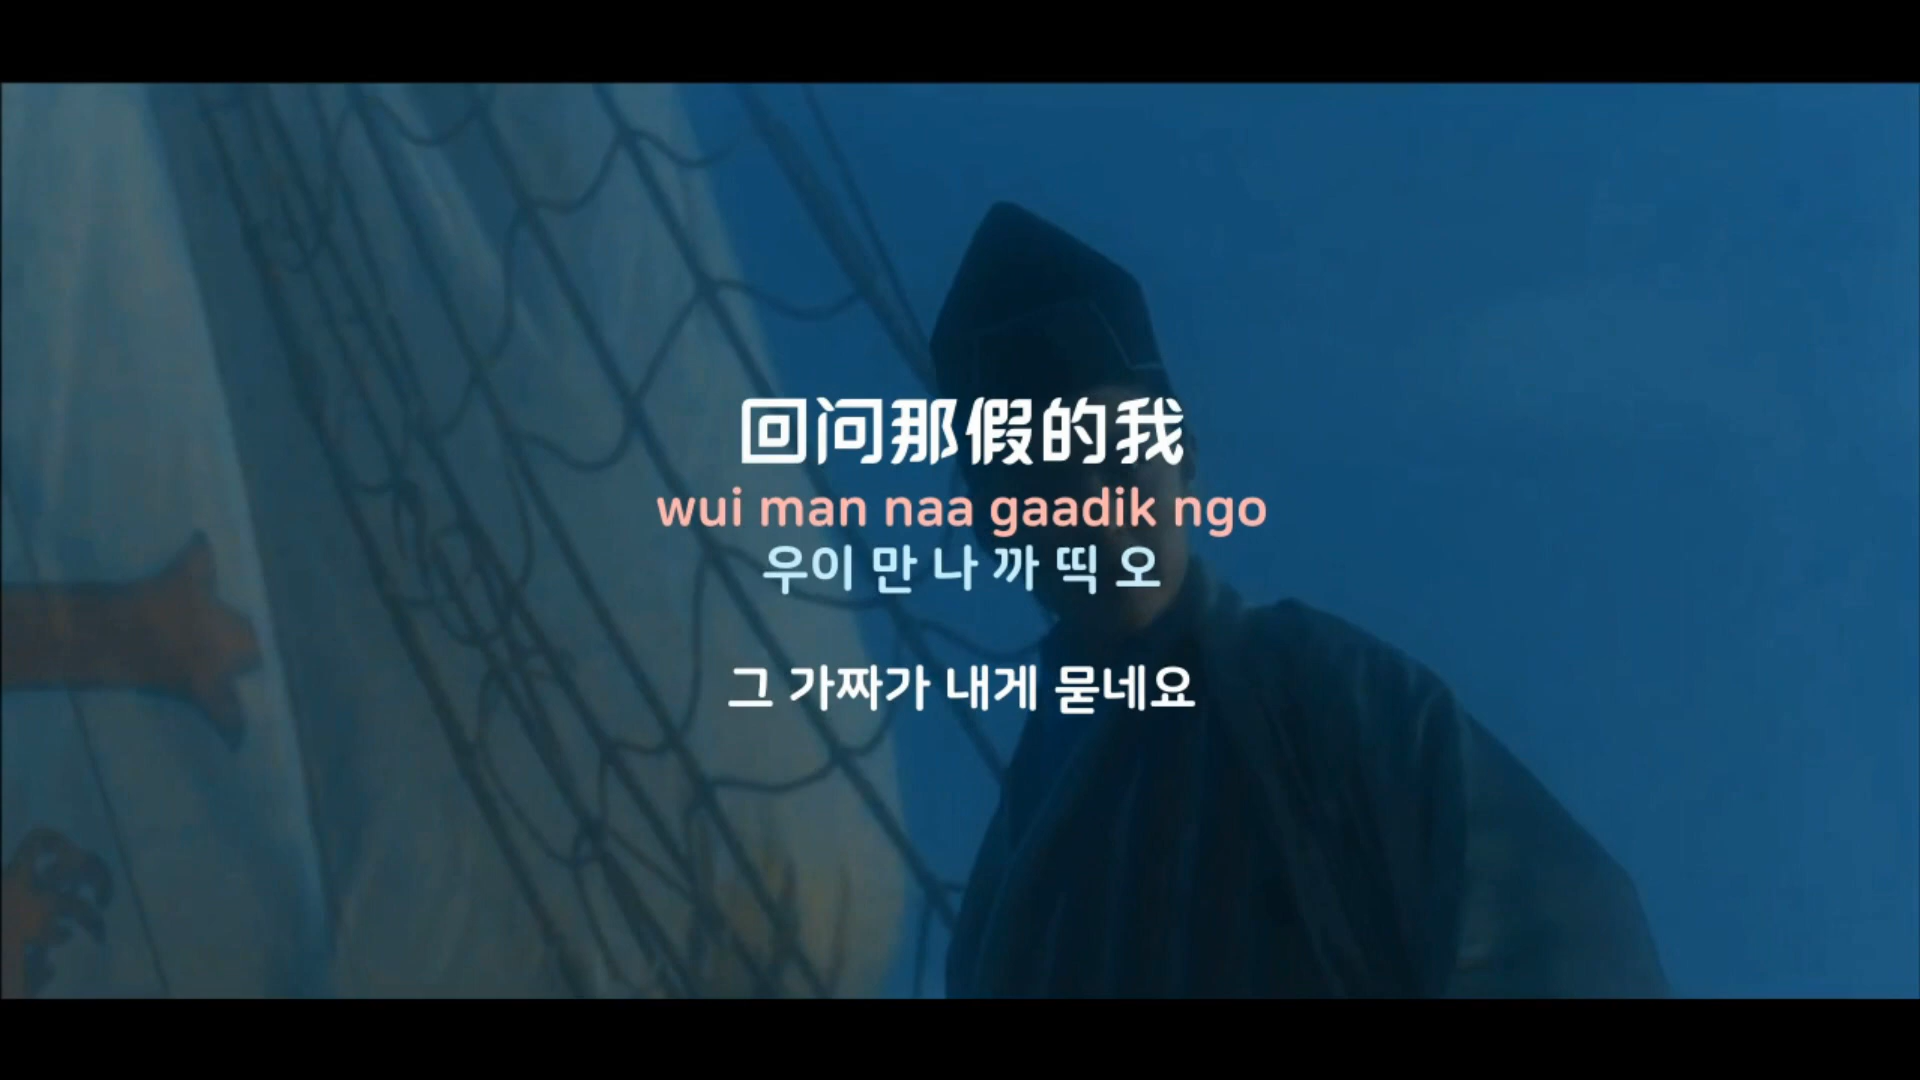 回问那假的我
wui man naa gaadik ngo
우이 만 나 까 띡 오
그 가짜가 내게 묻네요